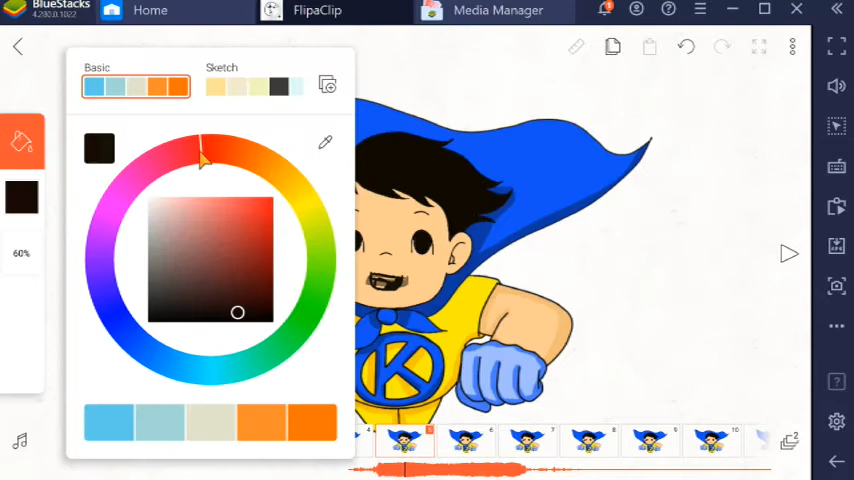 BlueStacks
4.280.0.1022
Home
FlipaClip
Media Manager
Basic
Sketch
60%
K
4
5
6
7
8
9
10
2